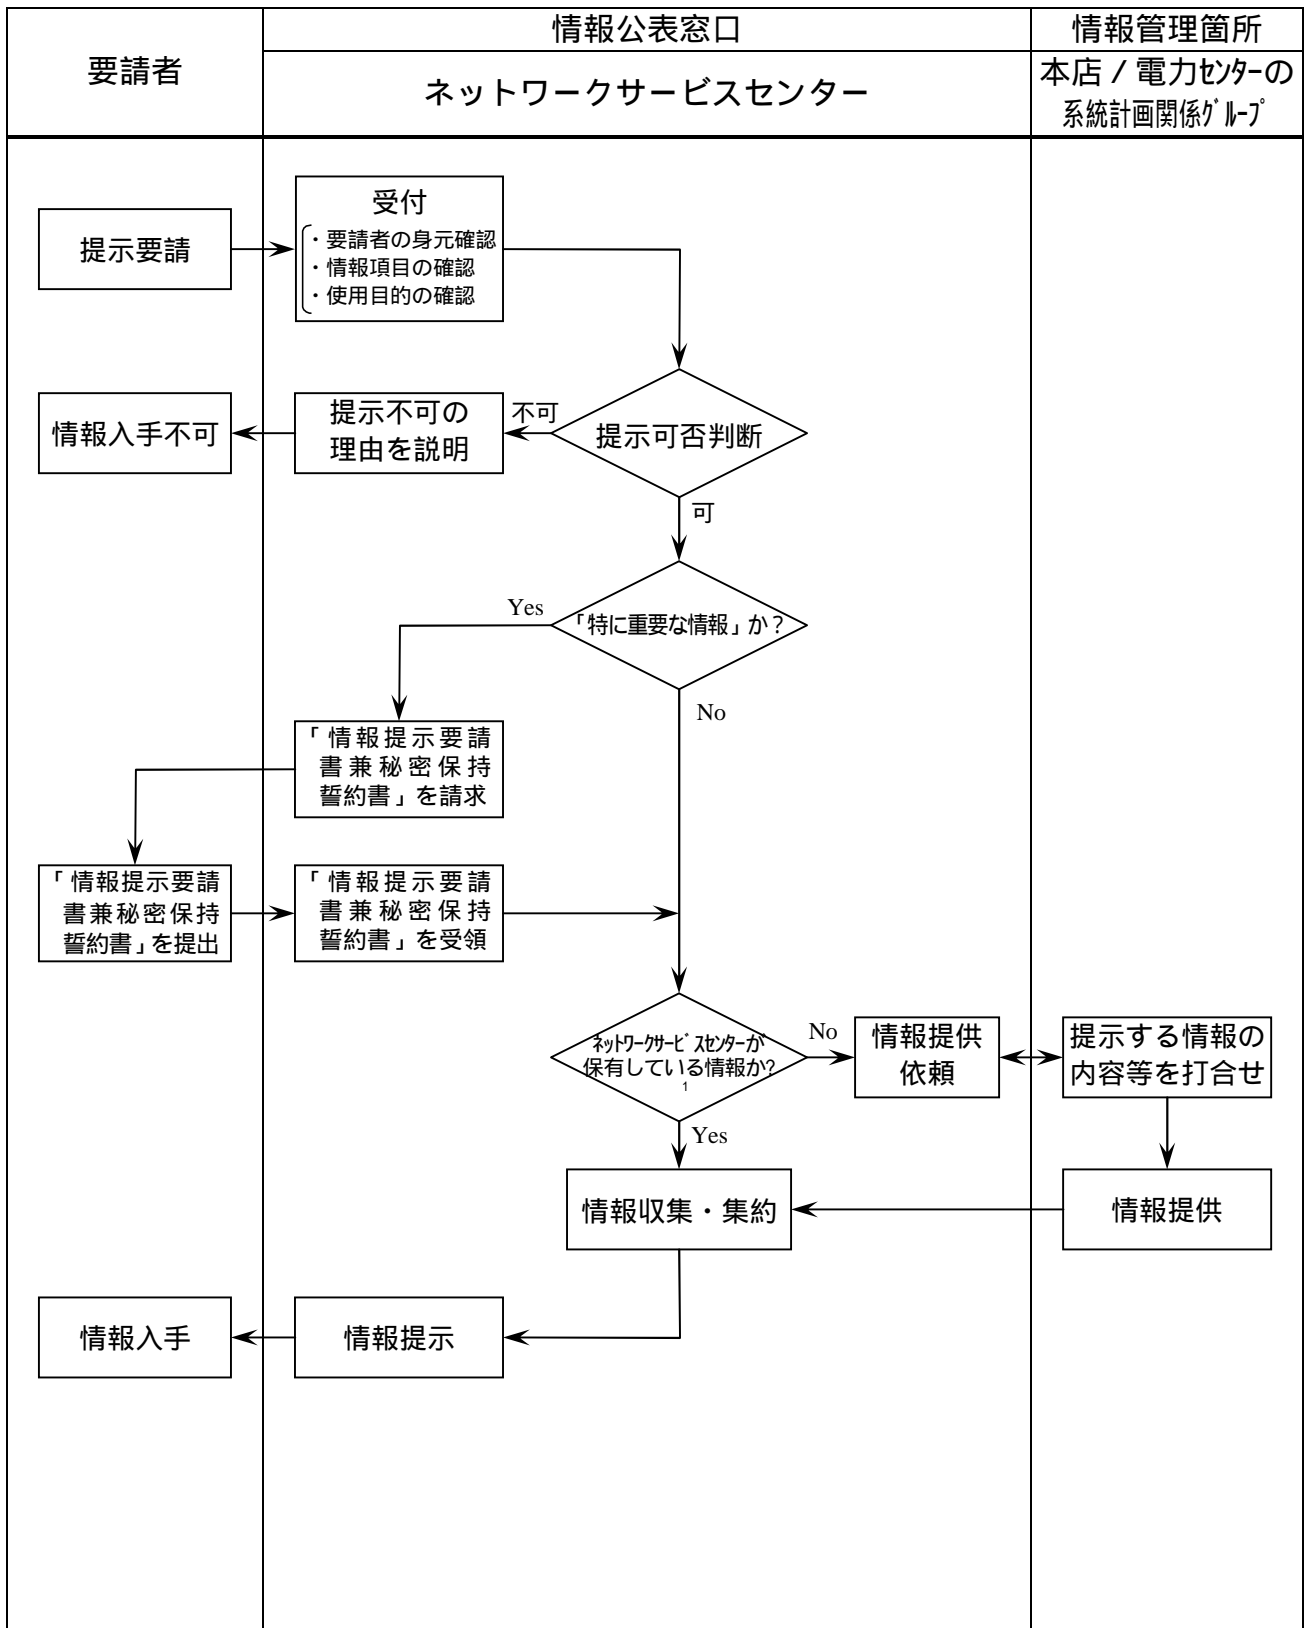 要請者
情報公表窓口
ネットワークサービスセンター
情報管理箇所
本店/電力ｾﾝﾀｰの
系統計画関係ｸﾞﾙｰﾌﾟ
提示要請
受付
・要請者の身元確認
・情報項目の確認
・使用目的の確認
情報入手不可
提示不可の
理由を説明
不可
提示可否判断
可
Yes
「特に重要な情報」か？
No
「情報提示要請
書兼秘密保持
誓約書」を請求
「情報提示要請
書兼秘密保持
誓約書」を提出
「情報提示要請
書兼秘密保持
誓約書」を受領
ﾈｯﾄﾜｰｸｻｰﾋﾞｽｾﾝﾀｰが
保有している情報か?
1
No
情報提供
依頼
提示する情報の
内容等を打合せ
Yes
情報収集・集約
情報提供
情報入手
情報提示